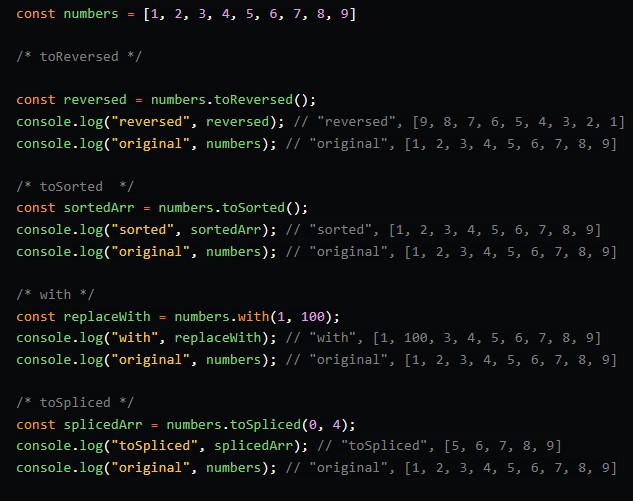 const numbers = [1, 2, 3, 4, 5, 6, 7, 8, 9]
/* toReversed */
const reversed = numbers.toReversed();
console.log("reversed", reversed); // "reversed", [9, 8, 7, 6, 5, 4, 3, 2, 1]
console.log("original", numbers); // "original", [1, 2, 3, 4, 5, 6, 7, 8, 9]
/* toSorted  */
const sortedArr = numbers.toSorted();
console.log("sorted", sortedArr); // "sorted", [1, 2, 3, 4, 5, 6, 7, 8, 9]
console.log("original", numbers); // "original", [1, 2, 3, 4, 5, 6, 7, 8, 9]
/* with */
const replaceWith = numbers.with(1, 100);
console.log("with", replaceWith); // "with", [1, 100, 3, 4, 5, 6, 7, 8, 9]
console.log("original", numbers); // "original", [1, 2, 3, 4, 5, 6, 7, 8, 9]
/* toSpliced */
const splicedArr = numbers.toSpliced(0, 4);
console.log("toSpliced", splicedArr); // "toSpliced", [5, 6, 7, 8, 9]
console.log("original", numbers); // "original", [1, 2, 3, 4, 5, 6, 7, 8, 9]